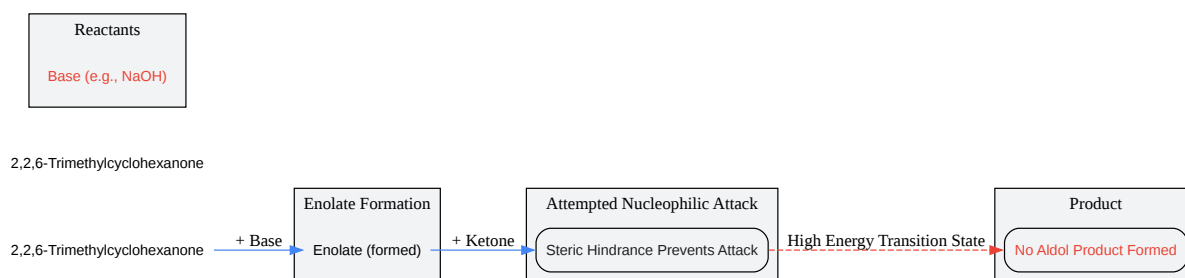 Reactants
Base (e.g., NaOH)
2,2,6-Trimethylcyclohexanone
Enolate Formation
Attempted Nucleophilic Attack
Product
2,2,6-Trimethylcyclohexanone
+ Base
Enolate (formed)
+ Ketone
Steric Hindrance Prevents Attack
High Energy Transition State
No Aldol Product Formed